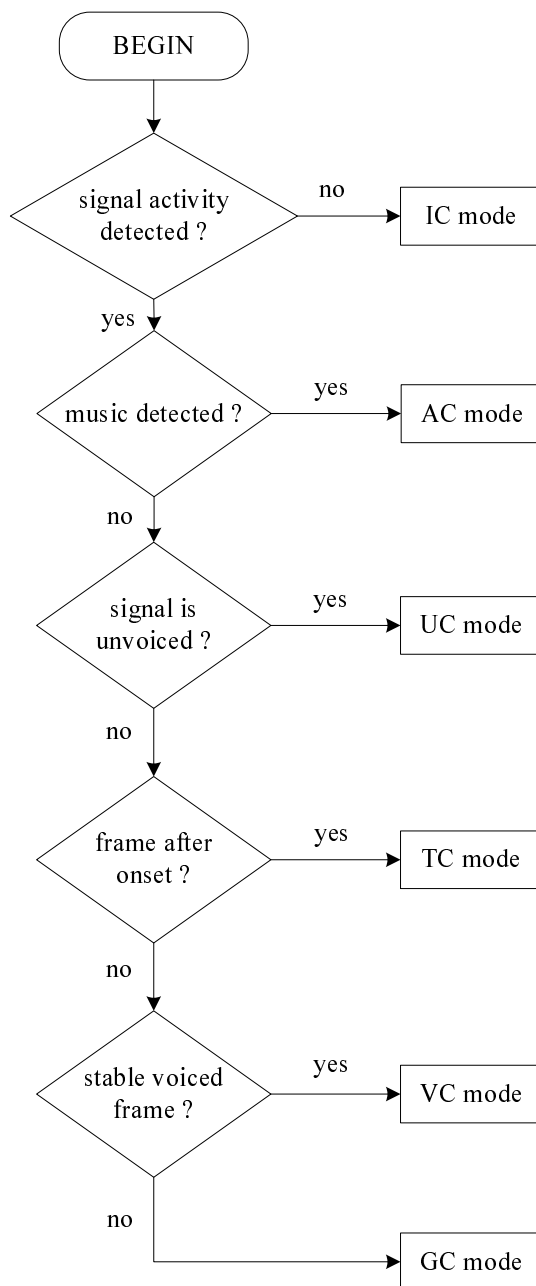 BEGIN
signal activity
detected ?
no
IC mode
yes
music detected ?
yes
AC mode
no
signal is
unvoiced ?
yes
UC mode
no
frame after
onset ?
yes
TC mode
no
stable voiced
frame ?
yes
VC mode
no
GC mode